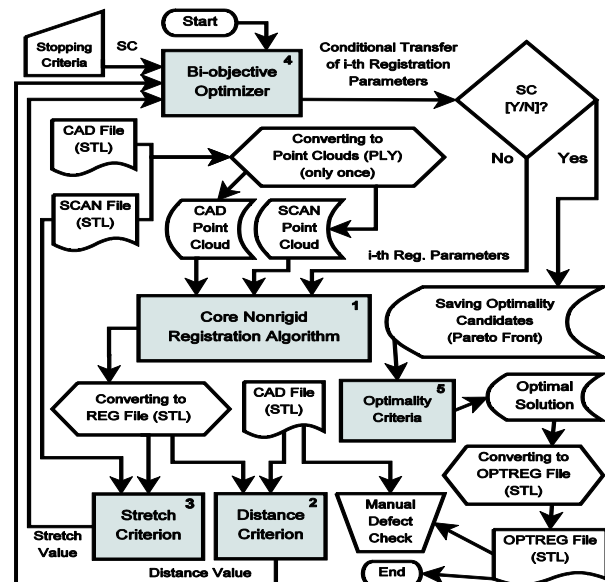 Start
Stopping
Criteria
SC
4
Bi-objective
Optimizer
Conditional Transfer
of i-th Registration
Parameters
SC
[Y/N]?
No
Yes
CAD File
(STL)
Converting to
Point Clouds (PLY)
(only once)
SCAN File
(STL)
CAD
Point
Cloud
SCAN
Point
Cloud
i-th Reg. Parameters
1
Core Nonrigid
Registration Algorithm
Saving Optimality
Candidates
(Pareto Front)
Converting to
REG File (STL)
CAD File
(STL)
5
Optimality
Criteria
Optimal
Solution
Converting to
OPTREG File
(STL)
3
Stretch
Criterion
2
Distance
Criterion
Manual
Defect
Check
OPTREG File
(STL)
Stretch
Value
Distance Value
End